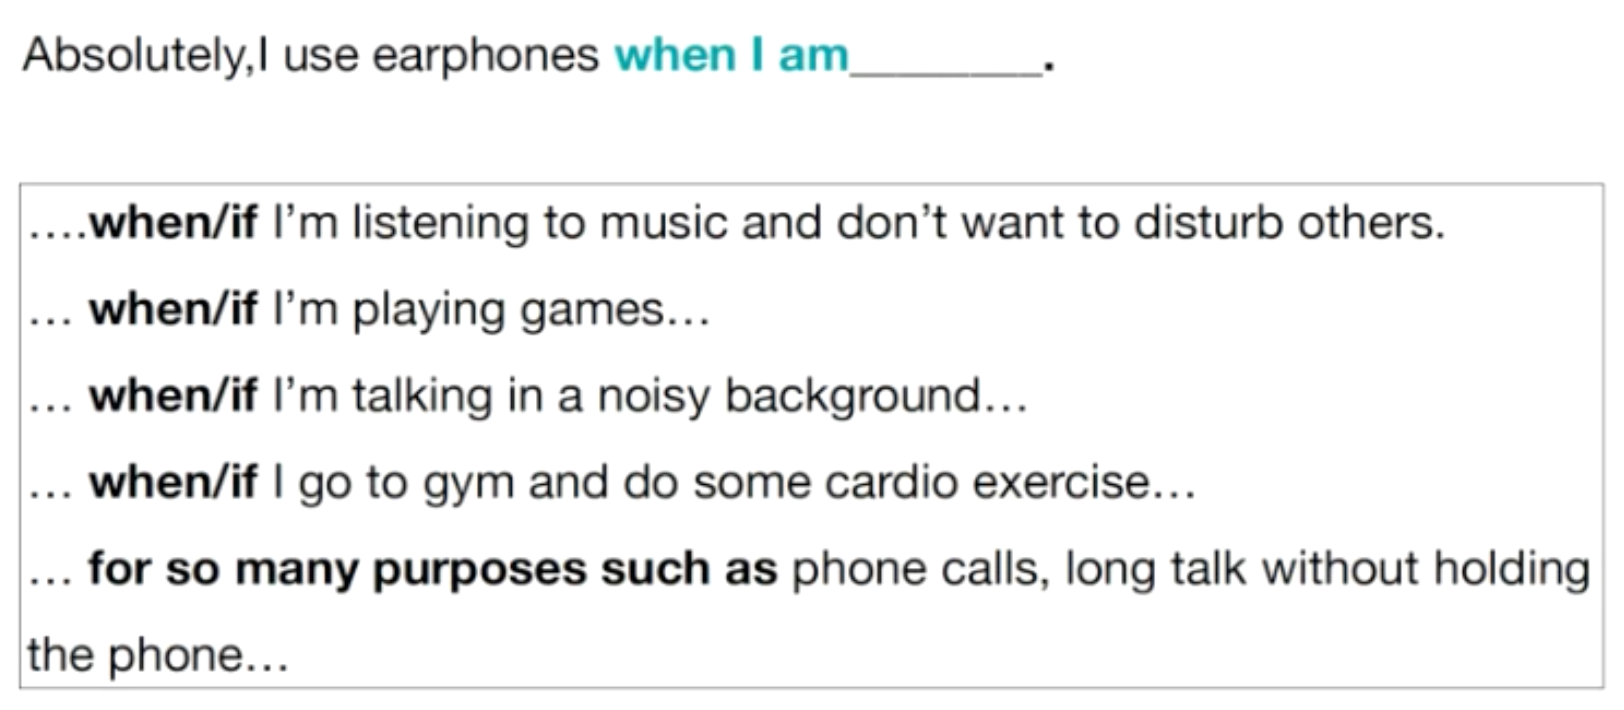 Absolutely,I use earphones when I am________.
....when/if I’m listening to music and don’t want to disturb others.
... when/if I’m playing games...
... when/if I’m talking in a noisy background...
... when/if I go to gym and do some cardio exercise...
... for so many purposes such as phone calls, long talk without holding
the phone...